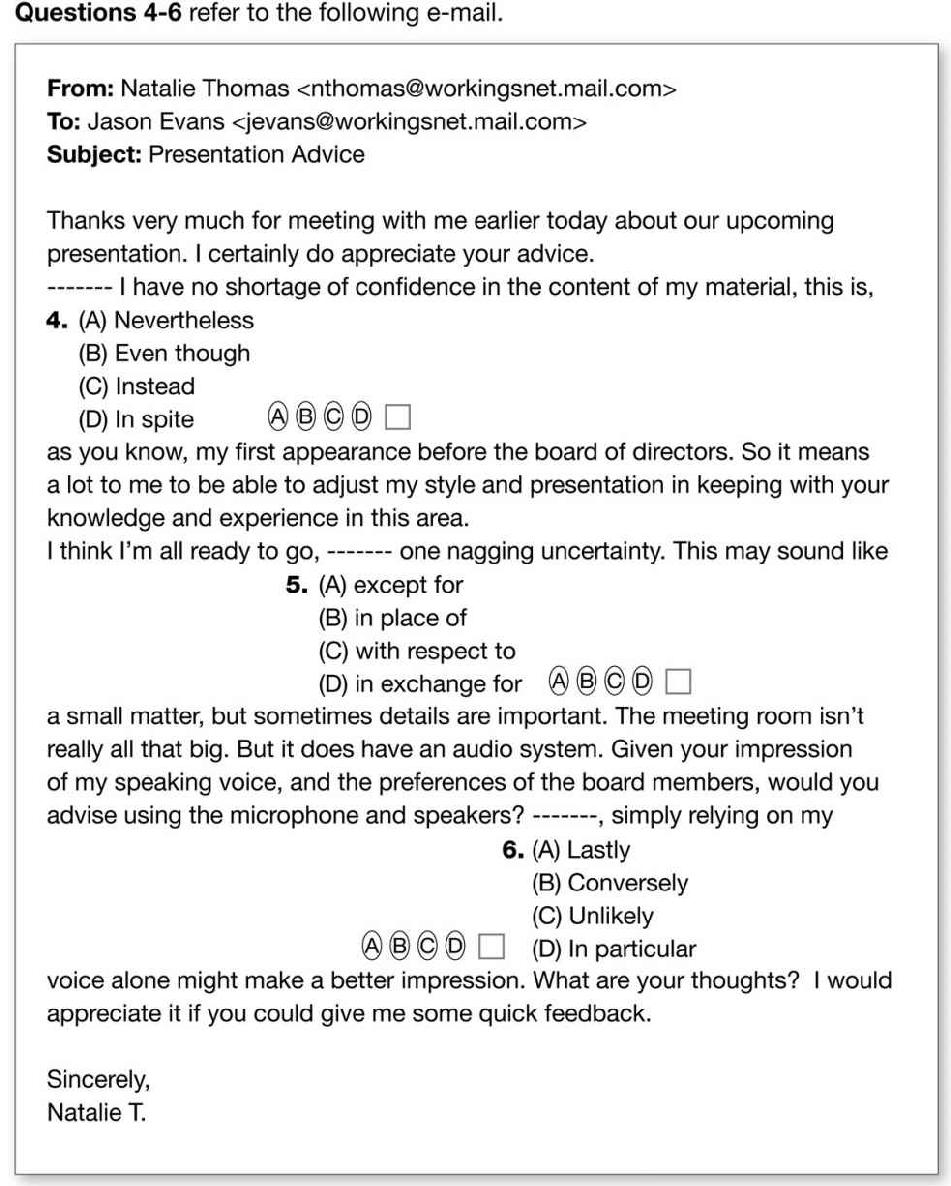 Questions 4-6 refer to the following e-mail.
From: Natalie Thomas <nthomas@workingsnet.mail.com>
To: Jason Evans <jevans@workingsnet.mail.com>
Subject: Presentation Advice
Thanks very much for meeting with me earlier today about our upcoming
presentation. I certainly do appreciate your advice.
------- I have no shortage of confidence in the content of my material, this is,
4. (A) Nevertheless
(B) Even though
(C) Instead
(D) In spite Ⓐ Ⓑ Ⓒ Ⓓ □
as you know, my first appearance before the board of directors. So it means
a lot to me to be able to adjust my style and presentation in keeping with your
knowledge and experience in this area.
I think I'm all ready to go, ------- one nagging uncertainty. This may sound like
5. (A) except for
(B) in place of
(C) with respect to
(D) in exchange for Ⓐ Ⓑ Ⓒ Ⓓ □
a small matter, but sometimes details are important. The meeting room isn't
really all that big. But it does have an audio system. Given your impression
of my speaking voice, and the preferences of the board members, would you
advise using the microphone and speakers? -------, simply relying on my
6. (A) Lastly
(B) Conversely
(C) Unlikely
Ⓐ Ⓑ Ⓒ Ⓓ □ (D) In particular
voice alone might make a better impression. What are your thoughts? I would
appreciate it if you could give me some quick feedback.
Sincerely,
Natalie T.